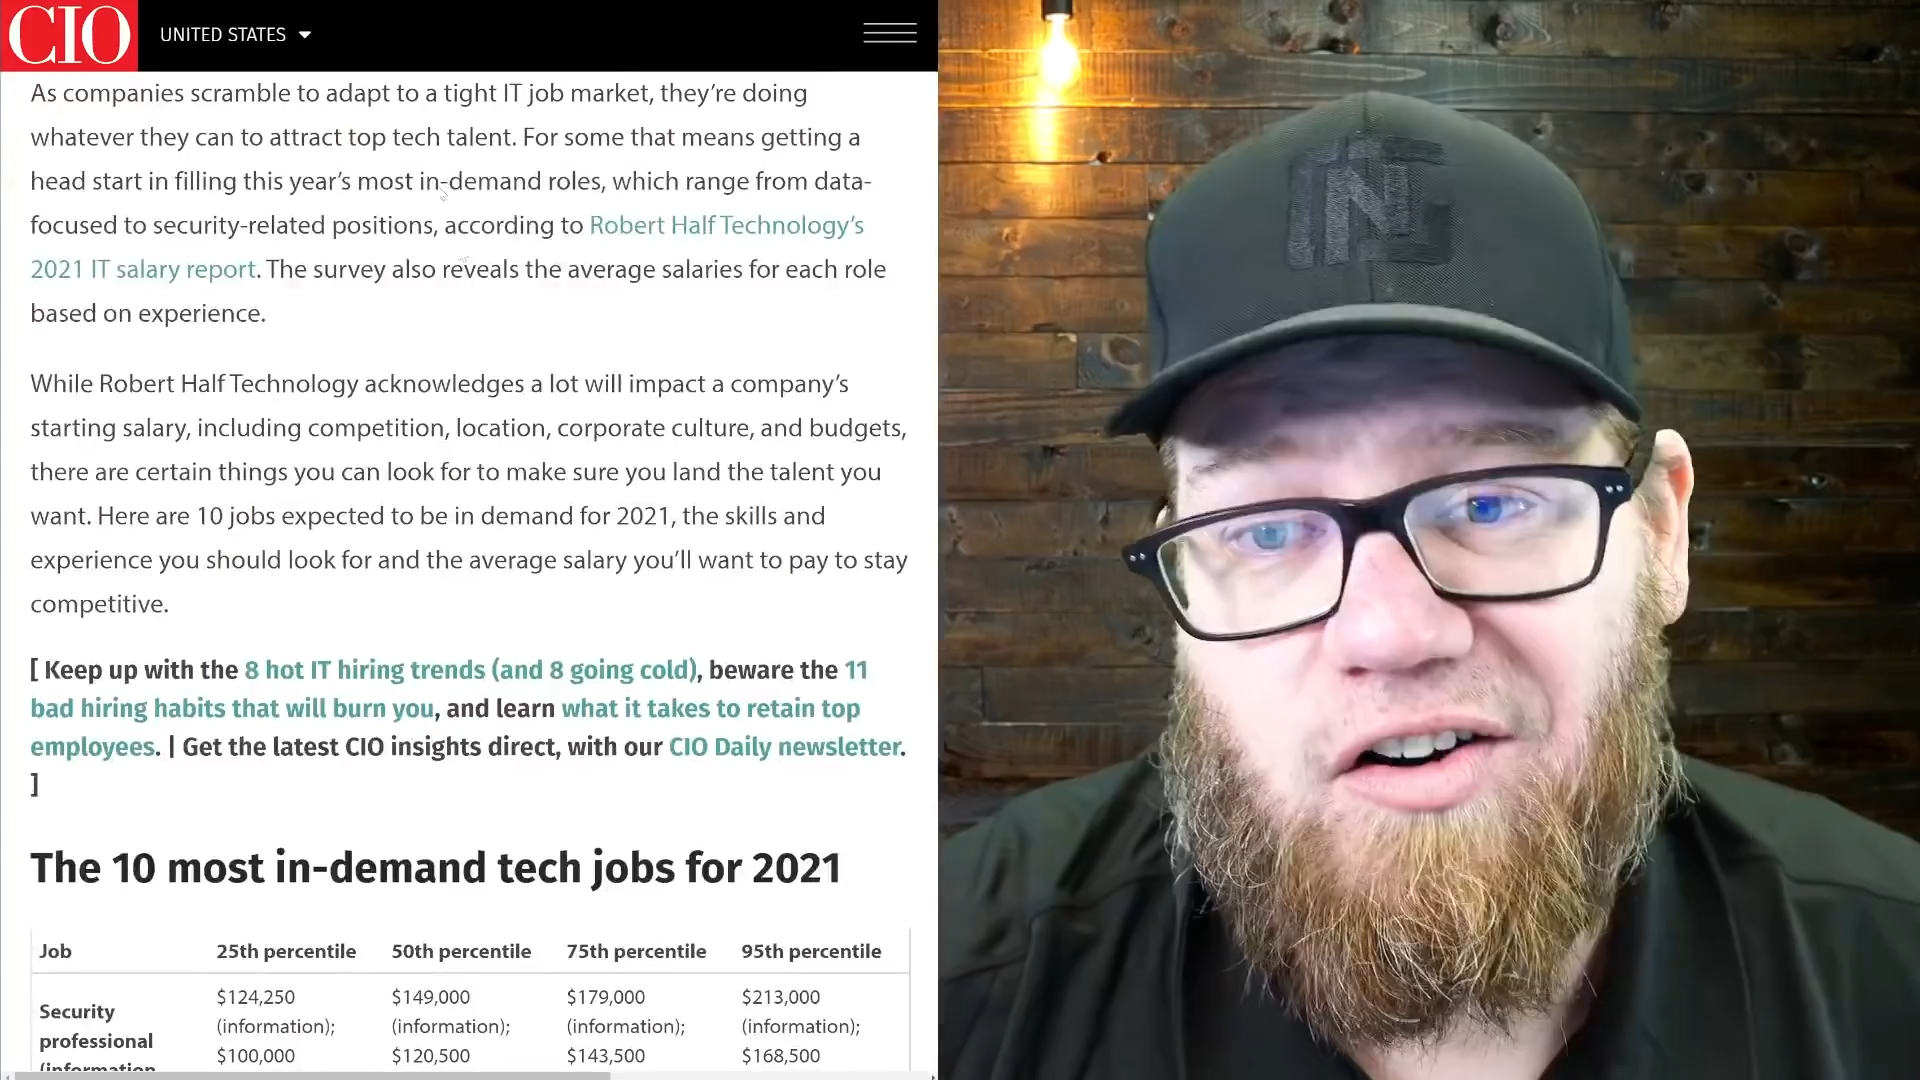 CIO
UNITED STATES
As companies scramble to adapt to a tight IT job market, they’re doing
whatever they can to attract top tech talent. For some that means getting a
head start in filling this year’s most in-demand roles, which range from data-
focused to security-related positions, according to Robert Half Technology’s
2021 IT salary report. The survey also reveals the average salaries for each role
based on experience.
While Robert Half Technology acknowledges a lot will impact a company’s
starting salary, including competition, location, corporate culture, and budgets,
there are certain things you can look for to make sure you land the talent you
want. Here are 10 jobs expected to be in demand for 2021, the skills and
experience you should look for and the average salary you’ll want to pay to stay
competitive.
[ Keep up with the 8 hot IT hiring trends (and 8 going cold), beware the 11
bad hiring habits that will burn you, and learn what it takes to retain top
employees. | Get the latest CIO insights direct, with our CIO Daily newsletter.
]
The 10 most in-demand tech jobs for 2021
Job 25th percentile 50th percentile 75th percentile 95th percentile
$124,250 $149,000 $179,000 $213,000
Security (information); (information); (information); (information);
professional $100,000 $120,500 $143,500 $168,500
(information